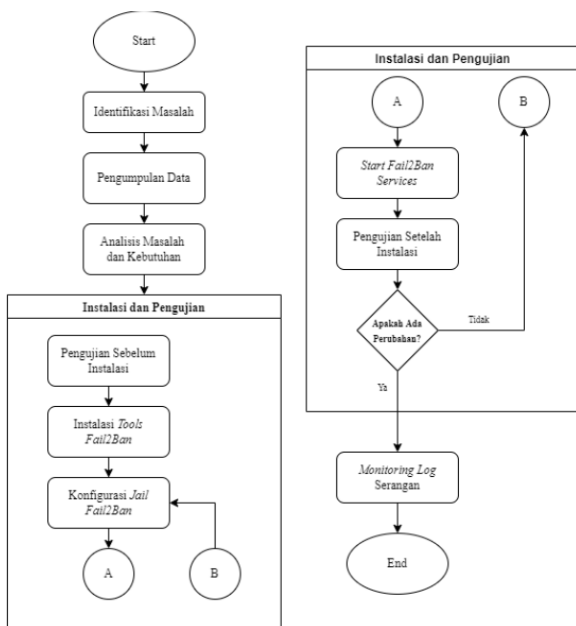 Start
Identifikasi Masalah
Pengumpulan Data
Analisis Masalah
dan Kebutuhan
Instalasi dan Pengujian
Pengujian Sebelum
Instalasi
Instalasi Tools
Fail2Ban
Konfigurasi Jail
Fail2Ban
A
B
Instalasi dan Pengujian
A
B
Start Fail2Ban
Services
Pengujian Setelah
Instalasi
Apakah Ada
Perubahan?
Tidak
Ya
Monitoring Log
Serangan
End